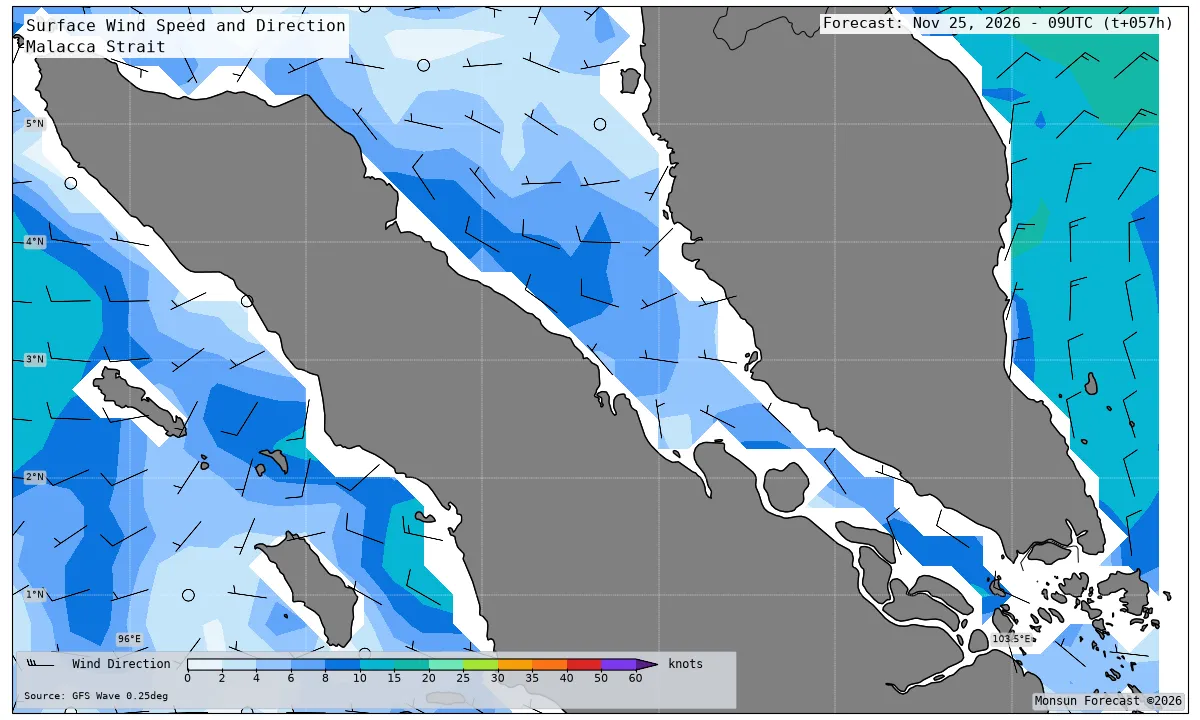 Surface Wind Speed and Direction
Malacca Strait
Forecast: Nov 25, 2026 - 09UTC (t+057h)
5°N
4°N
3°N
2°N
1°N
96°E
103.5°E
Wind Direction
knots
0 2 4 6 8 10 15 20 25 30 35 40 50 60
Source: GFS Wave 0.25deg
Monsun Forecast ©2026